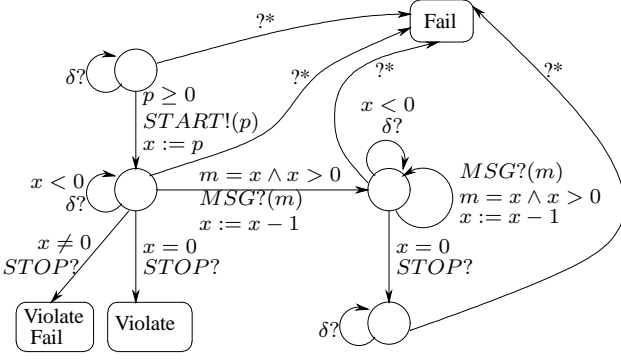 Fail
?*
δ?
p ≥ 0
START!(p)
x := p
?*
?*
?*
x < 0
δ?
x < 0
δ?
m = x ∧ x > 0
MSG?(m)
x := x − 1
MSG?(m)
m = x ∧ x > 0
x := x − 1
x ≠ 0
STOP?
x = 0
STOP?
x = 0
STOP?
Violate
Fail
Violate
δ?